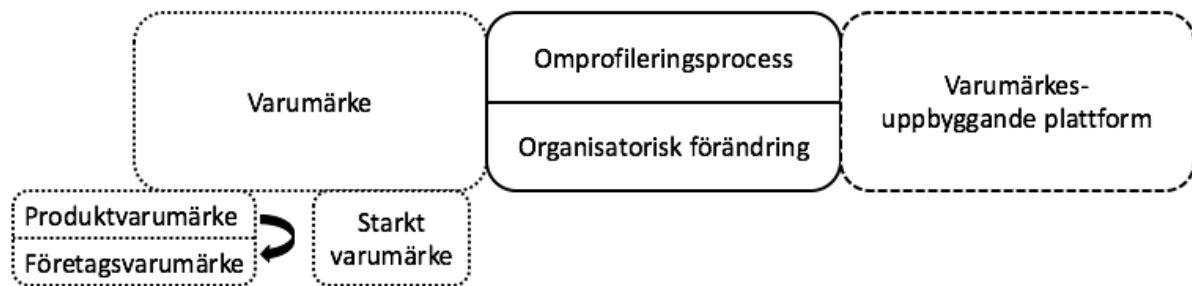 Varumärke
Omprofileringsprocess
Organisatorisk förändring
Varumärkes-
uppbyggande plattform
Produktvarumärke
Företagsvarumärke
Starkt
varumärke